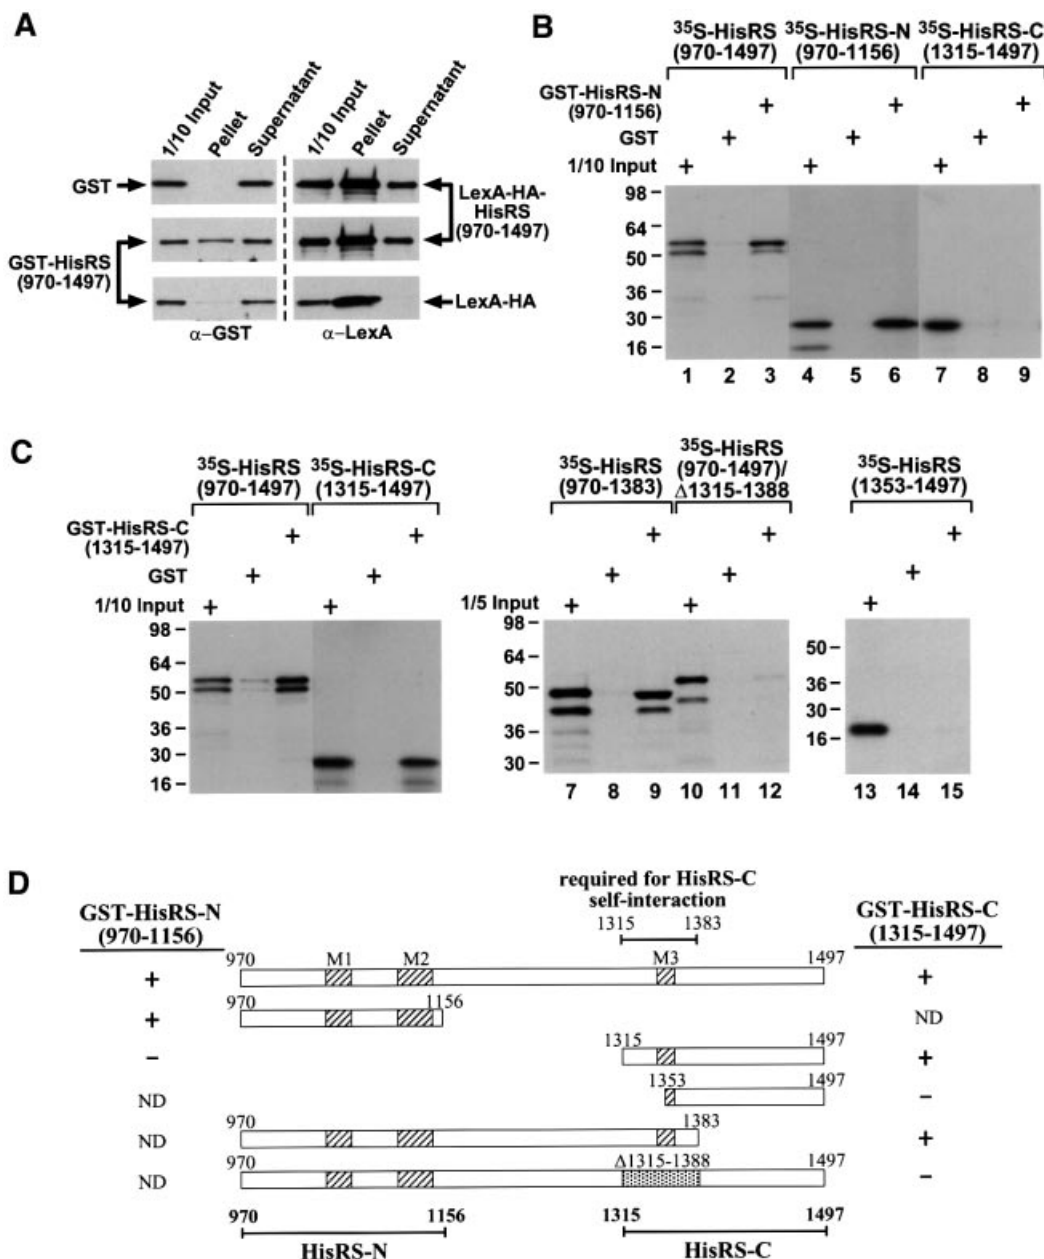 A
1/10 Input
Pellet
Supernatant
1/10 Input
Pellet
Supernatant
GST
LexA-HA-
HisRS
(970-1497)
GST-HisRS
(970-1497)
LexA-HA
α-GST
α-LexA
B
35S-HisRS
(970-1497)
35S-HisRS-N
(970-1156)
35S-HisRS-C
(1315-1497)
GST-HisRS-N
(970-1156)
+ + +
GST
+ + +
1/10 Input
+ + +
98
64
50
36
30
16
1 2 3 4 5 6 7 8 9
C
35S-HisRS
(970-1497)
35S-HisRS-C
(1315-1497)
GST-HisRS-C
(1315-1497)
+ +
GST
+ +
1/10 Input
+ +
98
64
50
36
30
16
35S-HisRS
(970-1383)
35S-HisRS
(970-1497)/
Δ1315-1388
+ +
+ +
1/5 Input
+ +
98
64
50
36
30
7 8 9 10 11 12
35S-HisRS
(1353-1497)
+
+
+
50
36
30
16
13 14 15
D
required for HisRS-C
self-interaction
1315 1383
GST-HisRS-N
(970-1156)
GST-HisRS-C
(1315-1497)
970 M1 M2 M3 1497
+ +
970 1156
+ ND
1315 1497
− +
1353 1497
ND −
970 1383
ND +
970 Δ1315-1388 1497
ND −
970 1156 1315 1497
HisRS-N HisRS-C